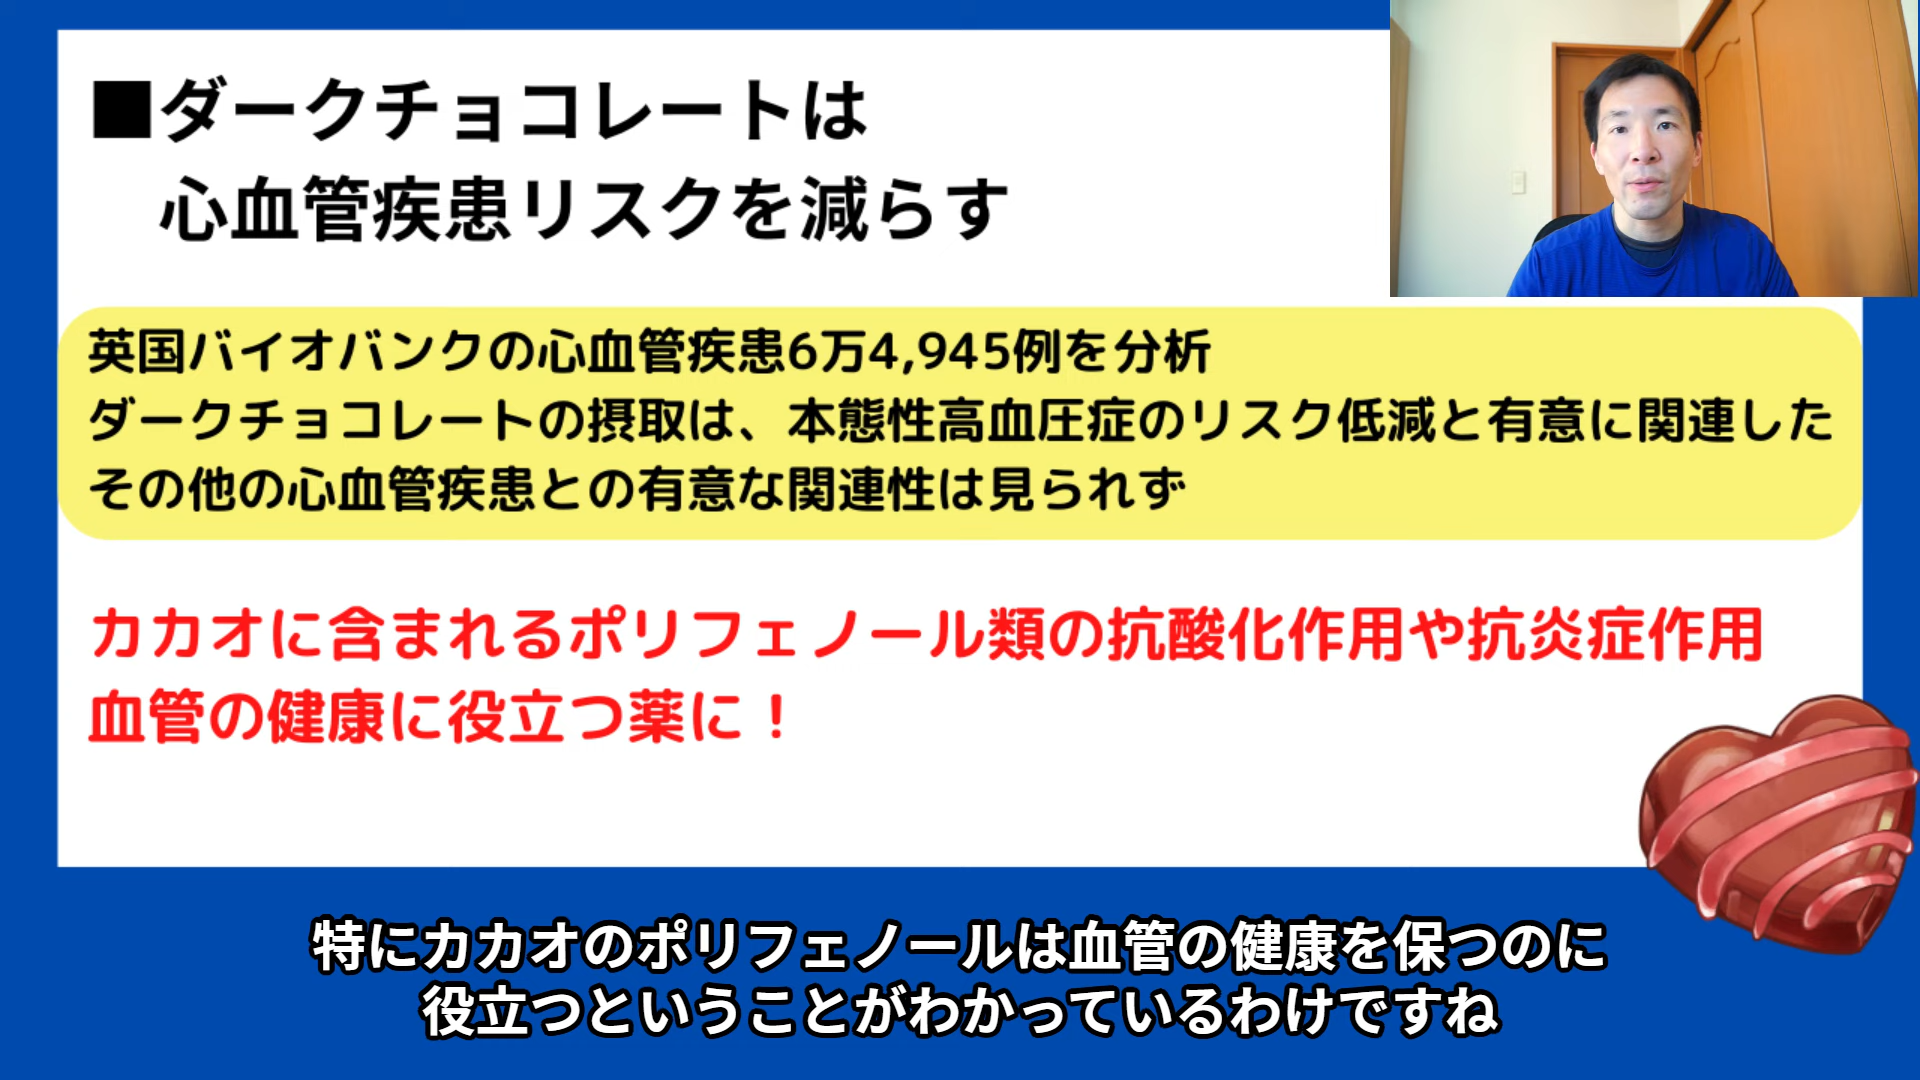 ■ダークチョコレートは
心血管疾患リスクを減らす
英国バイオバンクの心血管疾患6万4,945例を分析
ダークチョコレートの摂取は、本態性高血圧症のリスク低減と有意に関連した
その他の心血管疾患との有意な関連性は見られず
カカオに含まれるポリフェノール類の抗酸化作用や抗炎症作用
血管の健康に役立つ薬に！
特にカカオのポリフェノールは血管の健康を保つのに
役立つということがわかっているわけですね